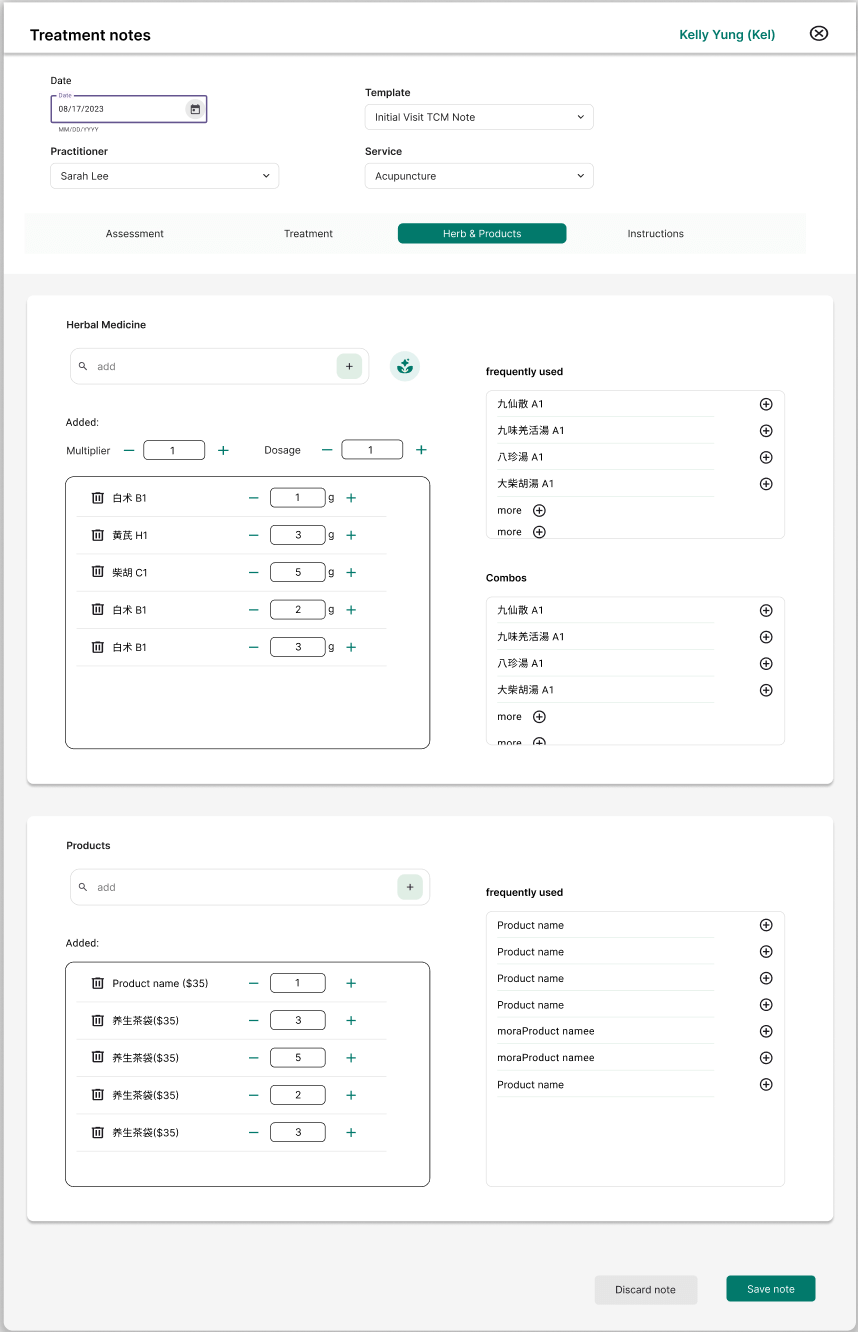 Treatment notes
Kelly Yung (Kel)
Date
Date
08/17/2023
MM/DD/YYYY
Template
Initial Visit TCM Note
Practitioner
Sarah Lee
Service
Acupuncture
Assessment
Treatment
Herb & Products
Instructions
Herbal Medicine
add
+
Added:
Multiplier − 1 +
Dosage − 1 +
白术 B1 − 1 g +
黄芪 H1 − 3 g +
柴胡 C1 − 5 g +
白术 B1 − 2 g +
白术 B1 − 3 g +
frequently used
九仙散 A1
九味羌活湯 A1
八珍湯 A1
大柴胡湯 A1
more
more
Combos
九仙散 A1
九味羌活湯 A1
八珍湯 A1
大柴胡湯 A1
more
more
Products
add
+
Added:
Product name ($35) − 1 +
养生茶袋($35) − 3 +
养生茶袋($35) − 5 +
养生茶袋($35) − 2 +
养生茶袋($35) − 3 +
frequently used
Product name
Product name
Product name
Product name
moraProduct namee
moraProduct namee
Product name
Discard note
Save note